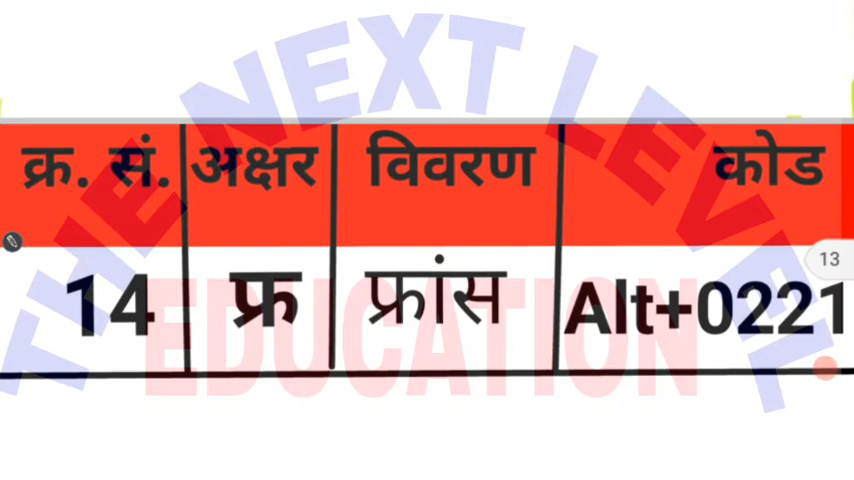 THE NEXT LEVEL
EDUCATION
क्र. सं. अक्षर विवरण कोड
13
14 फ्र फ्रांस Alt+0221